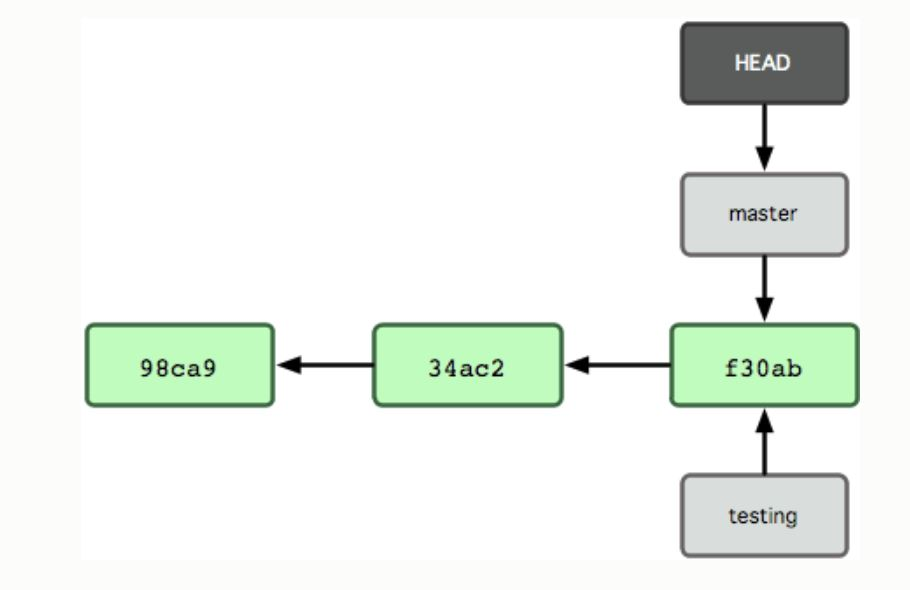 HEAD
master
98ca9
34ac2
f30ab
testing